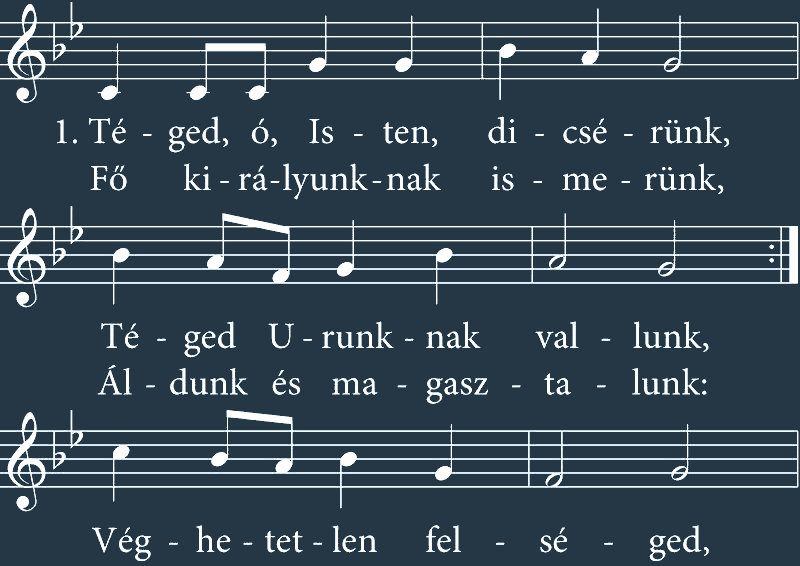 1. Té - ged, ó, Is - ten, di - csé - rünk,
Fő ki - rá-lyunk-nak is - me - rünk,
Té - ged U - runk - nak val - lunk,
Ál - dunk és ma - gasz - ta - lunk:
Vég - he - tet - len fel - sé - ged,